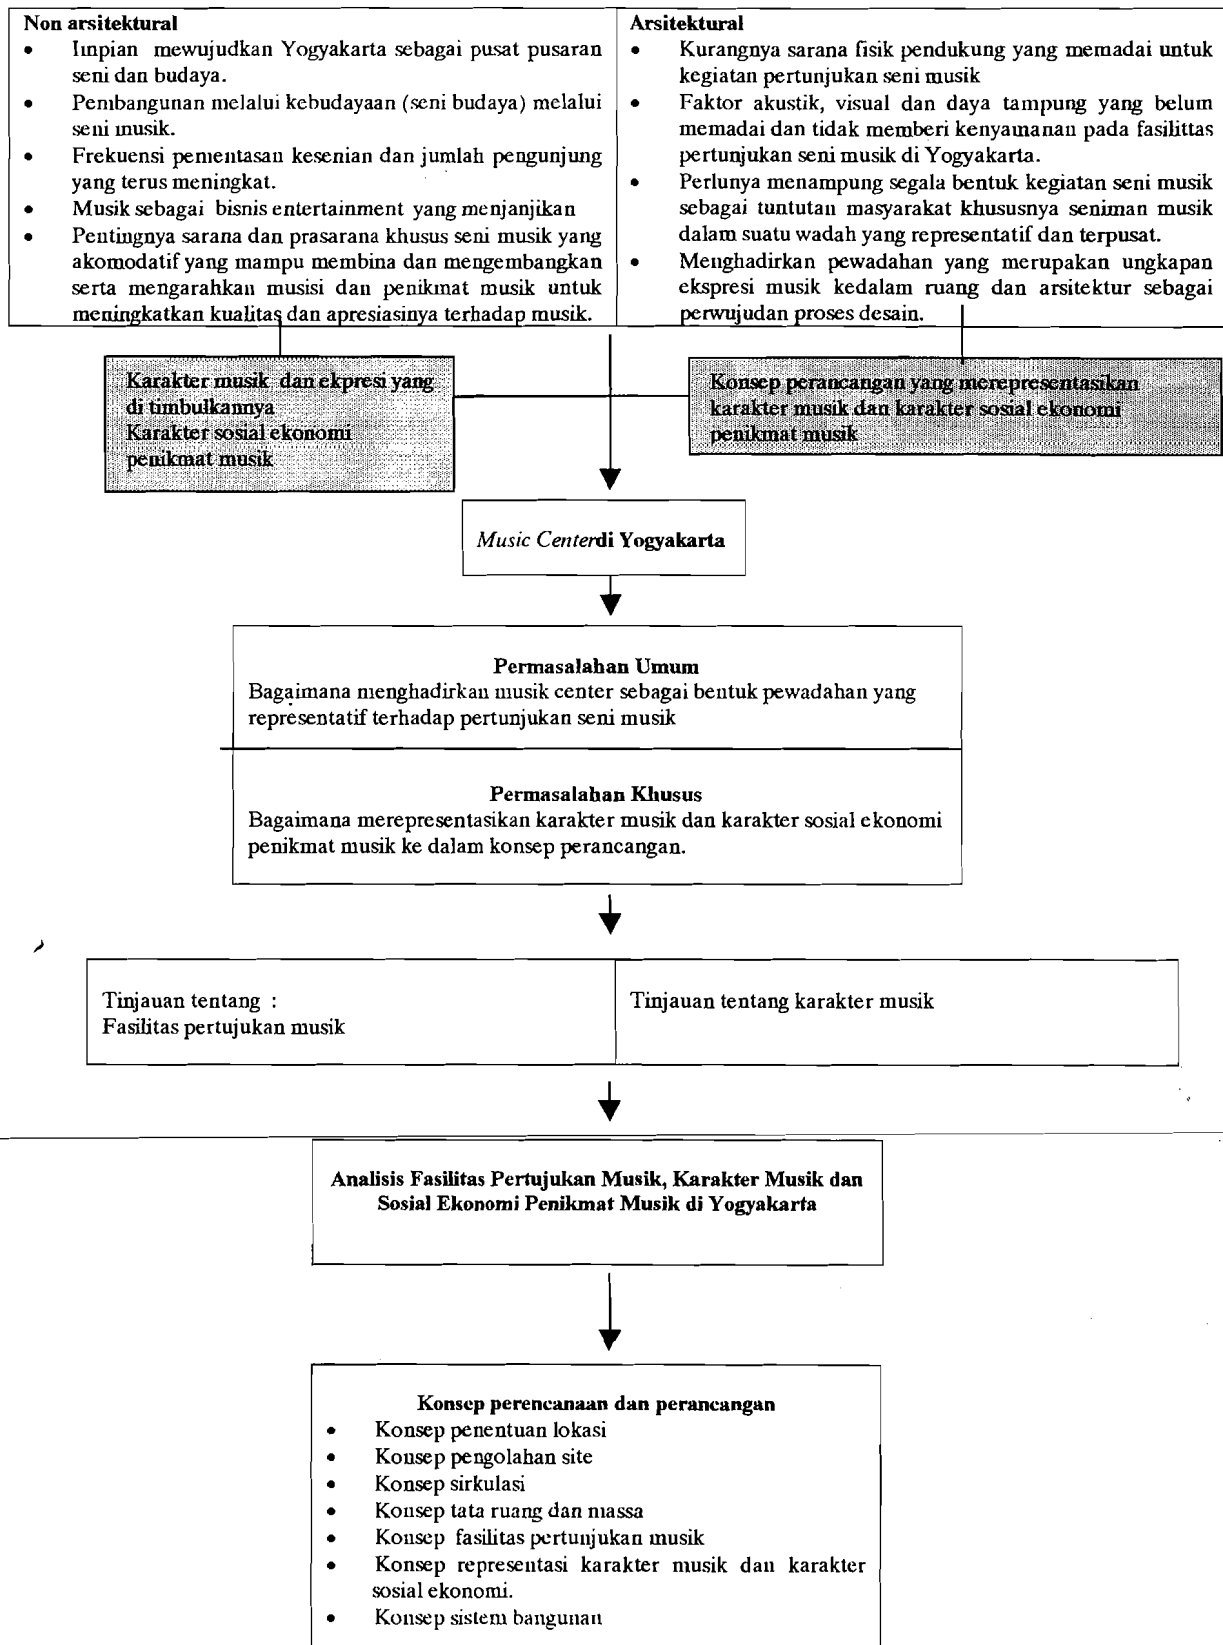 Non arsitektural
• Impian mewujudkan Yogyakarta sebagai pusat pusaran
seni dan budaya.
• Pembangunan melalui kebudayaan (seni budaya) melalui
seni musik.
• Frekuensi pementasan kesenian dan jumlah pengunjung
yang terus meningkat.
• Musik sebagai bisnis entertainment yang menjanjikan
• Pentingnya sarana dan prasarana khusus seni musik yang
akomodatif yang mampu membina dan mengembangkan
serta mengarahkan musisi dan penikmat musik untuk
meningkatkan kualitas dan apresiasinya terhadap musik.
Arsitektural
• Kurangnya sarana fisik pendukung yang memadai untuk
kegiatan pertunjukan seni musik
• Faktor akustik, visual dan daya tampung yang belum
memadai dan tidak memberi kenyamanan pada fasilittas
pertunjukan seni musik di Yogyakarta.
• Perlunya menampung segala bentuk kegiatan seni musik
sebagai tuntutan masyarakat khususnya seniman musik
dalam suatu wadah yang representatif dan terpusat.
• Menghadirkan pewadahan yang merupakan ungkapan
ekspresi musik kedalam ruang dan arsitektur sebagai
perwujudan proses desain.
Karakter musik dan ekpresi yang
di timbulkannya
Karakter sosial ekonomi
penikmat musik
Konsep perancangan yang merepresentasikan
karakter musik dan karakter sosial ekonomi
penikmat musik
Music Centerdi Yogyakarta
Permasalahan Umum
Bagaimana menghadirkan musik center sebagai bentuk pewadahan yang
representatif terhadap pertunjukan seni musik
Permasalahan Khusus
Bagaimana merepresentasikan karakter musik dan karakter sosial ekonomi
penikmat musik ke dalam konsep perancangan.
Tinjauan tentang :
Fasilitas pertujukan musik
Tinjauan tentang karakter musik
Analisis Fasilitas Pertujukan Musik, Karakter Musik dan
Sosial Ekonomi Penikmat Musik di Yogyakarta
Konsep perencanaan dan perancangan
• Konsep penentuan lokasi
• Konsep pengolahan site
• Konsep sirkulasi
• Konsep tata ruang dan massa
• Konsep fasilitas pertunjukan musik
• Konsep representasi karakter musik dan karakter
sosial ekonomi.
• Konsep sistem bangunan